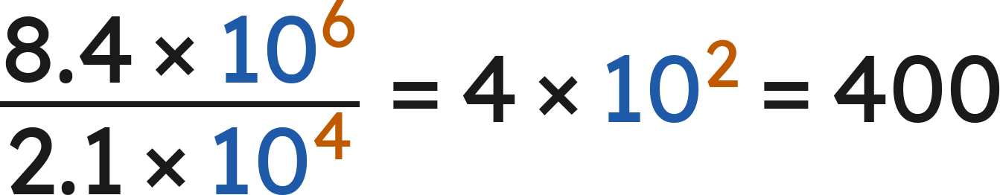 8.4 × 10⁶
2.1 × 10⁴
= 4 × 10² = 400